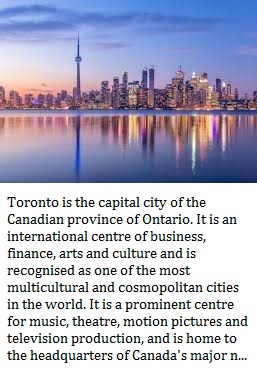 Toronto is the capital city of the
Canadian province of Ontario. It is an
international centre of business,
finance, arts and culture and is
recognised as one of the most
multicultural and cosmopolitan cities
in the world. It is a prominent centre
for music, theatre, motion pictures and
television production, and is home to
the headquarters of Canada's major n...